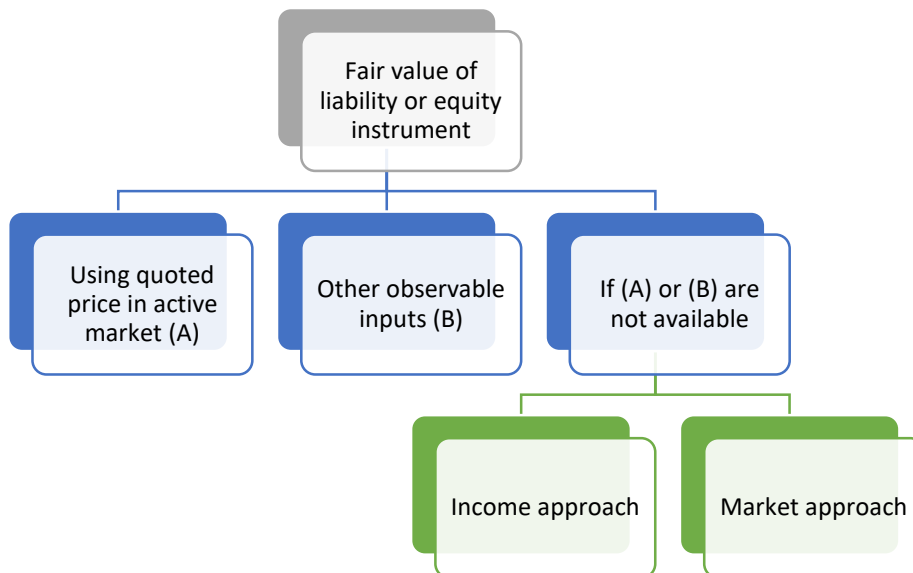 Fair value of
liability or equity
instrument
Using quoted
price in active
market (A)
Other observable
inputs (B)
If (A) or (B) are
not available
Income approach
Market approach